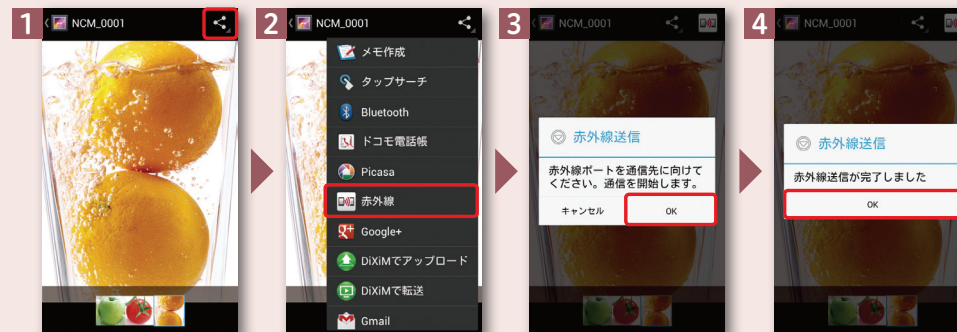 1
NCM_0001
2
NCM_0001
メモ作成
タップサーチ
Bluetooth
ドコモ電話帳
Picasa
赤外線
Google+
DiXiMでアップロード
DiXiMで転送
Gmail
3
NCM_0001
赤外線送信
赤外線ポートを通信先に向けて
ください。通信を開始します。
キャンセル
OK
4
NCM_0001
赤外線送信
赤外線送信が完了しました
OK